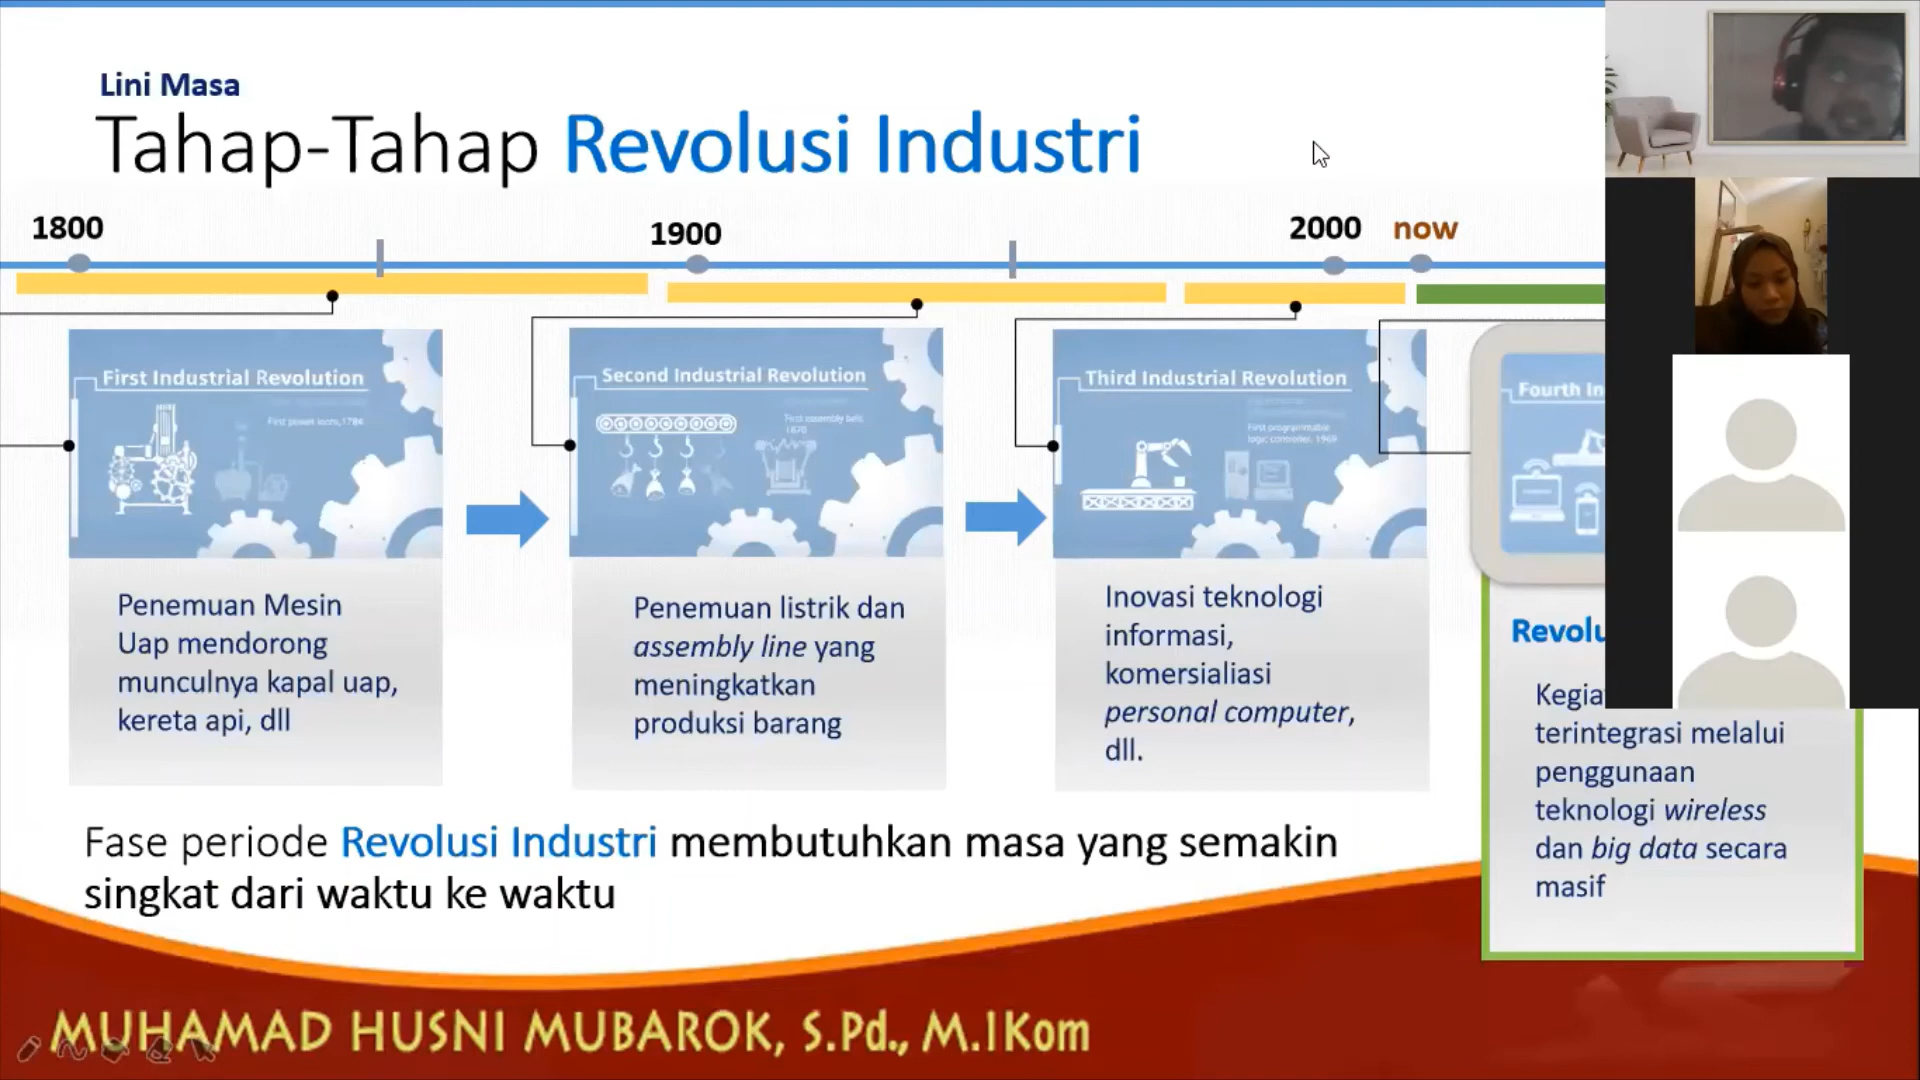 Lini Masa
Tahap-Tahap Revolusi Industri
1800
1900
2000
now
First Industrial Revolution
First power loom, 1784
Penemuan Mesin
Uap mendorong
munculnya kapal uap,
kereta api, dll
Second Industrial Revolution
First assembly belt,
1870
Penemuan listrik dan
assembly line yang
meningkatkan
produksi barang
Third Industrial Revolution
First programmable
logic controller, 1969
Inovasi teknologi
informasi,
komersialiasi
personal computer,
dll.
Fourth In
Revolu
Kegia
terintegrasi melalui
penggunaan
teknologi wireless
dan big data secara
masif
Fase periode Revolusi Industri membutuhkan masa yang semakin
singkat dari waktu ke waktu
MUHAMAD HUSNI MUBAROK, S.Pd., M.IKom